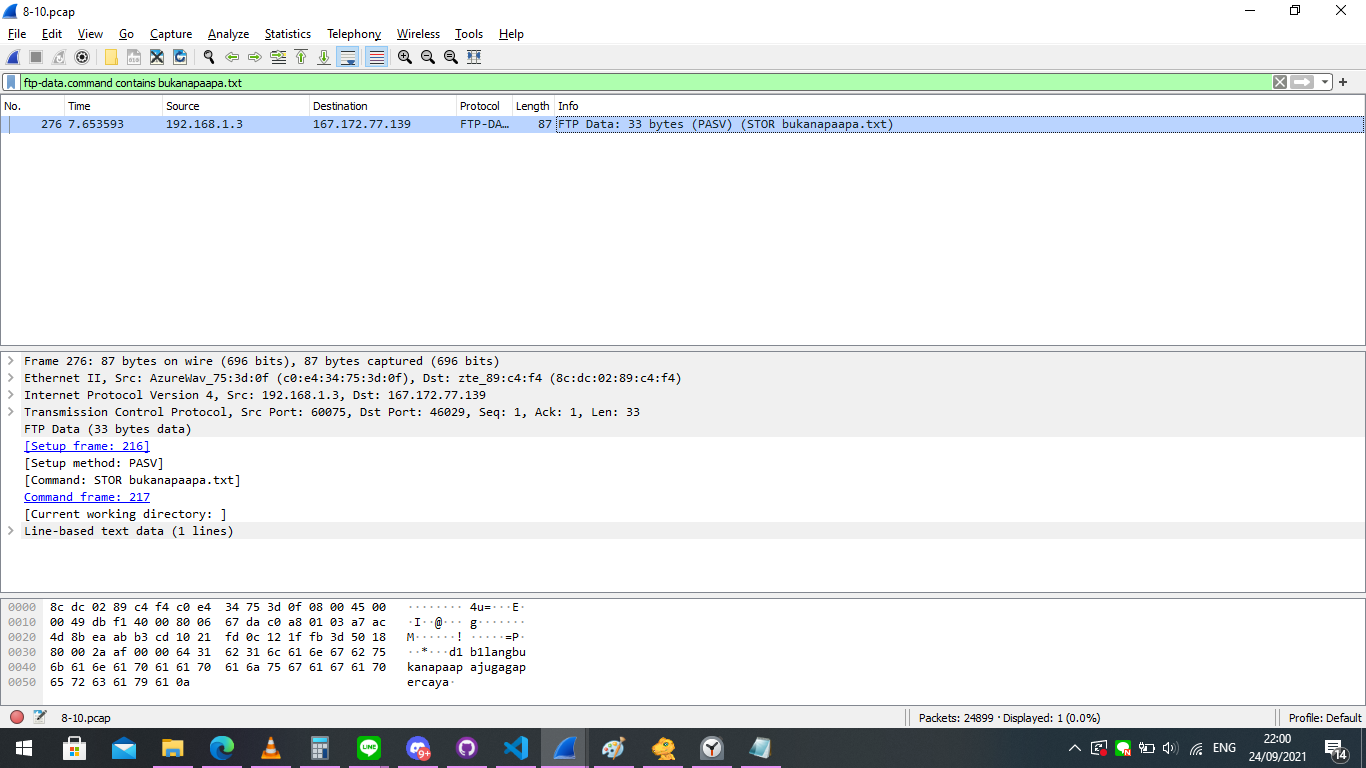 8-10.pcap
File Edit View Go Capture Analyze Statistics Telephony Wireless Tools Help
ftp-data.command contains bukanapaapa.txt
No. Time Source Destination Protocol Length Info
276 7.653593 192.168.1.3 167.172.77.139 FTP-DA… 87 FTP Data: 33 bytes (PASV) (STOR bukanapaapa.txt)
Frame 276: 87 bytes on wire (696 bits), 87 bytes captured (696 bits)
Ethernet II, Src: AzureWav_75:3d:0f (c0:e4:34:75:3d:0f), Dst: zte_89:c4:f4 (8c:dc:02:89:c4:f4)
Internet Protocol Version 4, Src: 192.168.1.3, Dst: 167.172.77.139
Transmission Control Protocol, Src Port: 60075, Dst Port: 46029, Seq: 1, Ack: 1, Len: 33
FTP Data (33 bytes data)
[Setup frame: 216]
[Setup method: PASV]
[Command: STOR bukanapaapa.txt]
Command frame: 217
[Current working directory: ]
Line-based text data (1 lines)
0000 8c dc 02 89 c4 f4 c0 e4 34 75 3d 0f 08 00 45 00 ········ 4u=···E·
0010 00 49 db f1 40 00 80 06 67 da c0 a8 01 03 a7 ac ·I··@··· g·······
0020 4d 8b ea ab b3 cd 10 21 fd 0c 12 1f fb 3d 50 18 M······! ·····=P·
0030 80 00 2a af 00 00 64 31 62 31 6c 61 6e 67 62 75 ··*···d1 b1langbu
0040 6b 61 6e 61 70 61 61 70 61 6a 75 67 61 67 61 70 kanapaap ajugagap
0050 65 72 63 61 79 61 0a ercaya·
8-10.pcap Packets: 24899 · Displayed: 1 (0.0%) Profile: Default
9+
ENG
22:00
24/09/2021
14